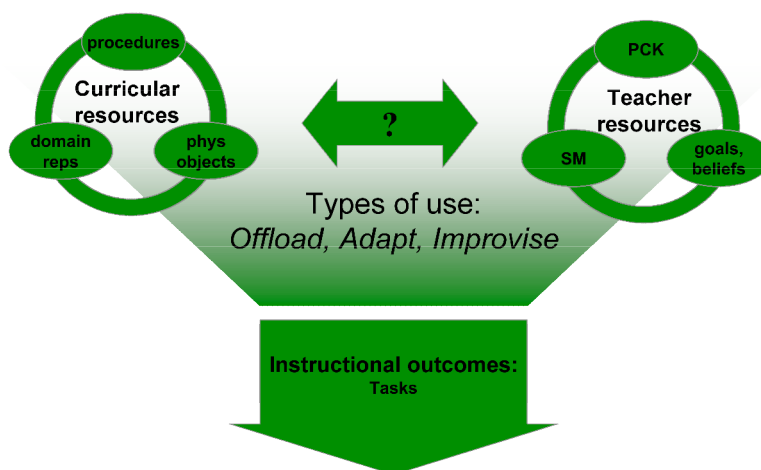 procedures
Curricular
resources
domain
reps
phys
objects
?
PCK
Teacher
resources
SM
goals,
beliefs
Types of use:
Offload, Adapt, Improvise
Instructional outcomes:
Tasks